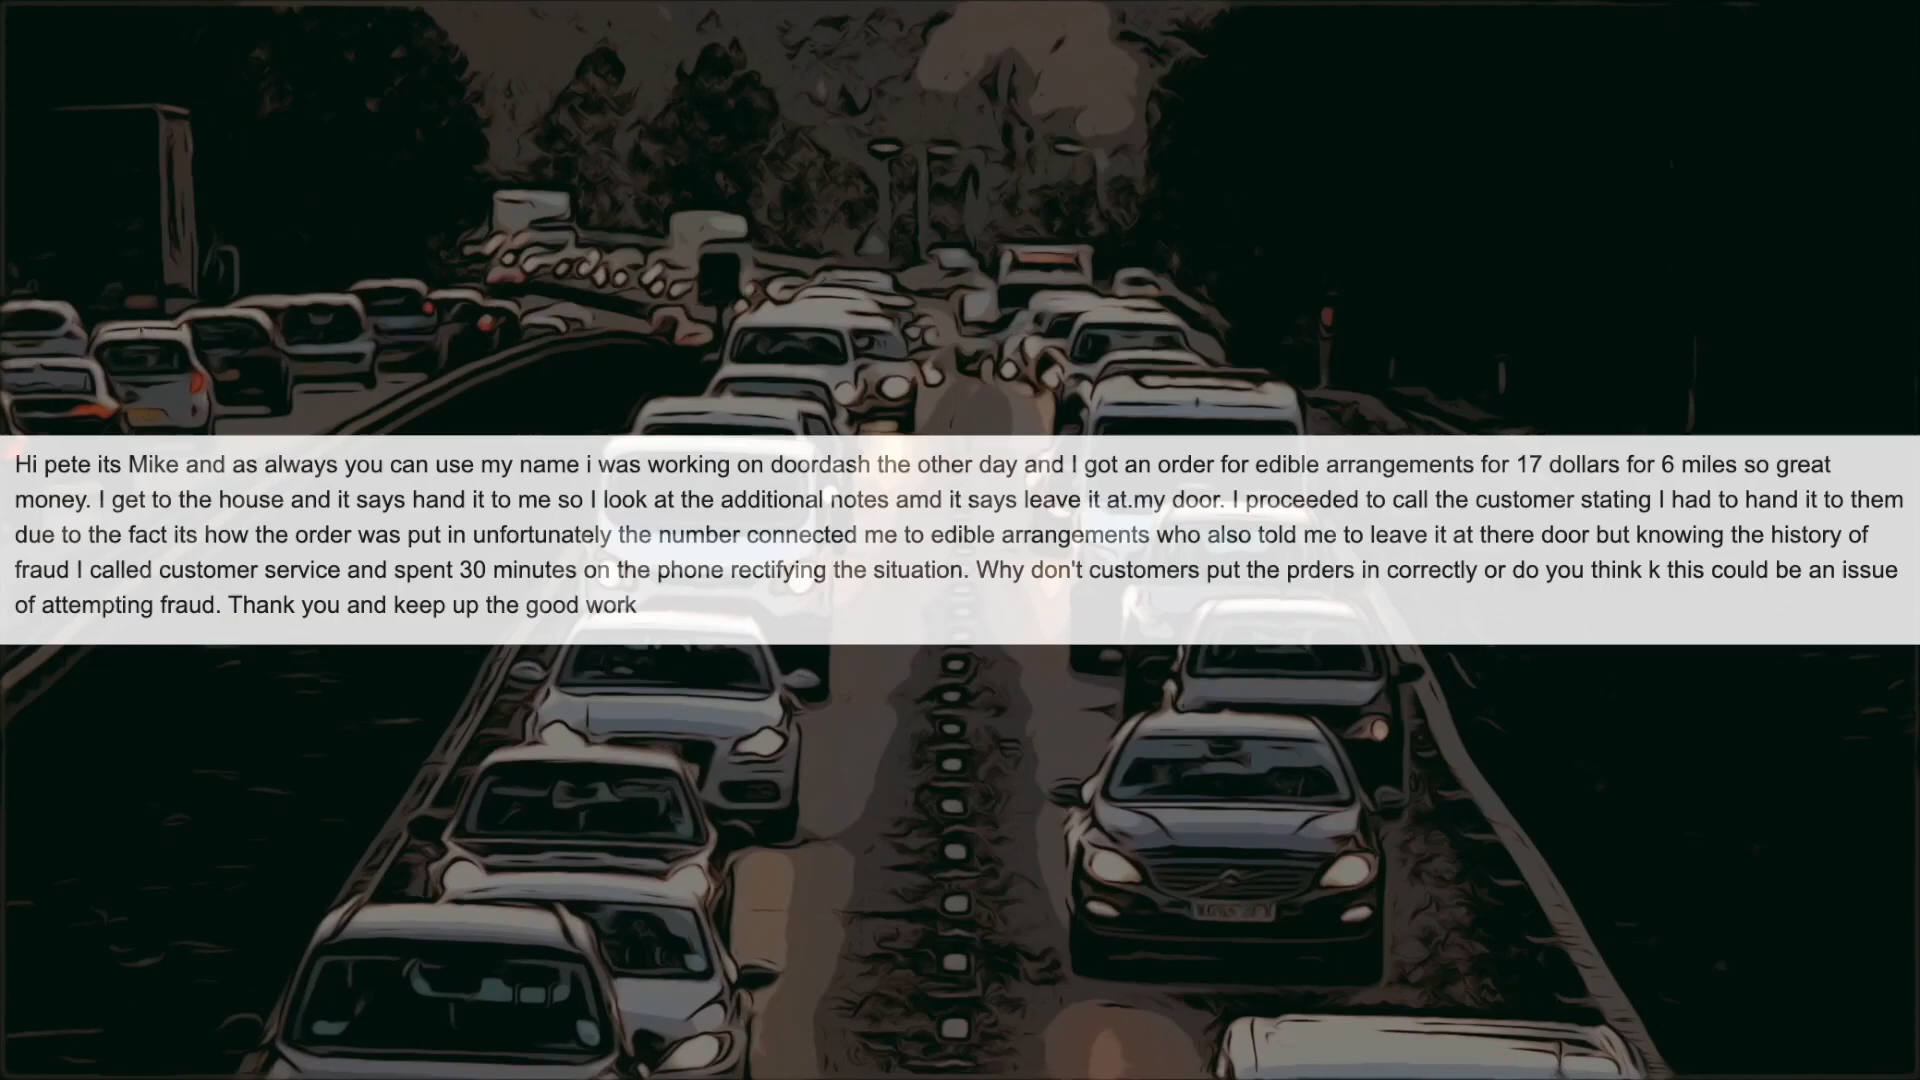 Hi pete its Mike and as always you can use my name i was working on doordash the other day and I got an order for edible arrangements for 17 dollars for 6 miles so great
money. I get to the house and it says hand it to me so I look at the additional notes amd it says leave it at.my door. I proceeded to call the customer stating I had to hand it to them
due to the fact its how the order was put in unfortunately the number connected me to edible arrangements who also told me to leave it at there door but knowing the history of
fraud I called customer service and spent 30 minutes on the phone rectifying the situation. Why don't customers put the prders in correctly or do you think k this could be an issue
of attempting fraud. Thank you and keep up the good work